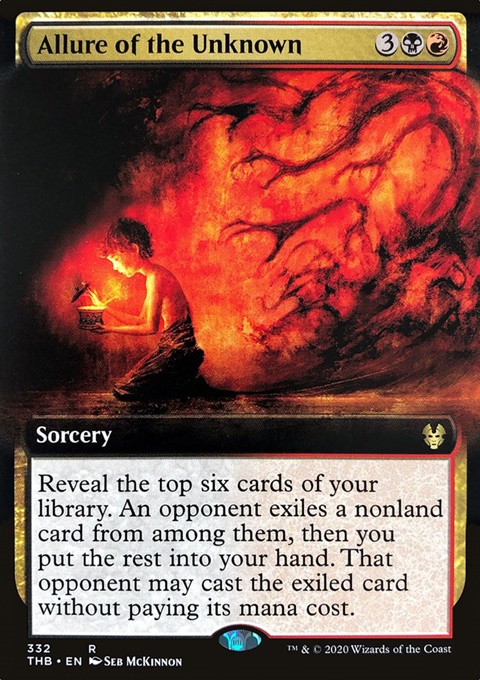 Allure of the Unknown 3
Sorcery
Reveal the top six cards of your
library. An opponent exiles a nonland
card from among them, then you
put the rest into your hand. That
opponent may cast the exiled card
without paying its mana cost.
332 R
THB • EN Seb McKinnon
™ & © 2020 Wizards of the Coast